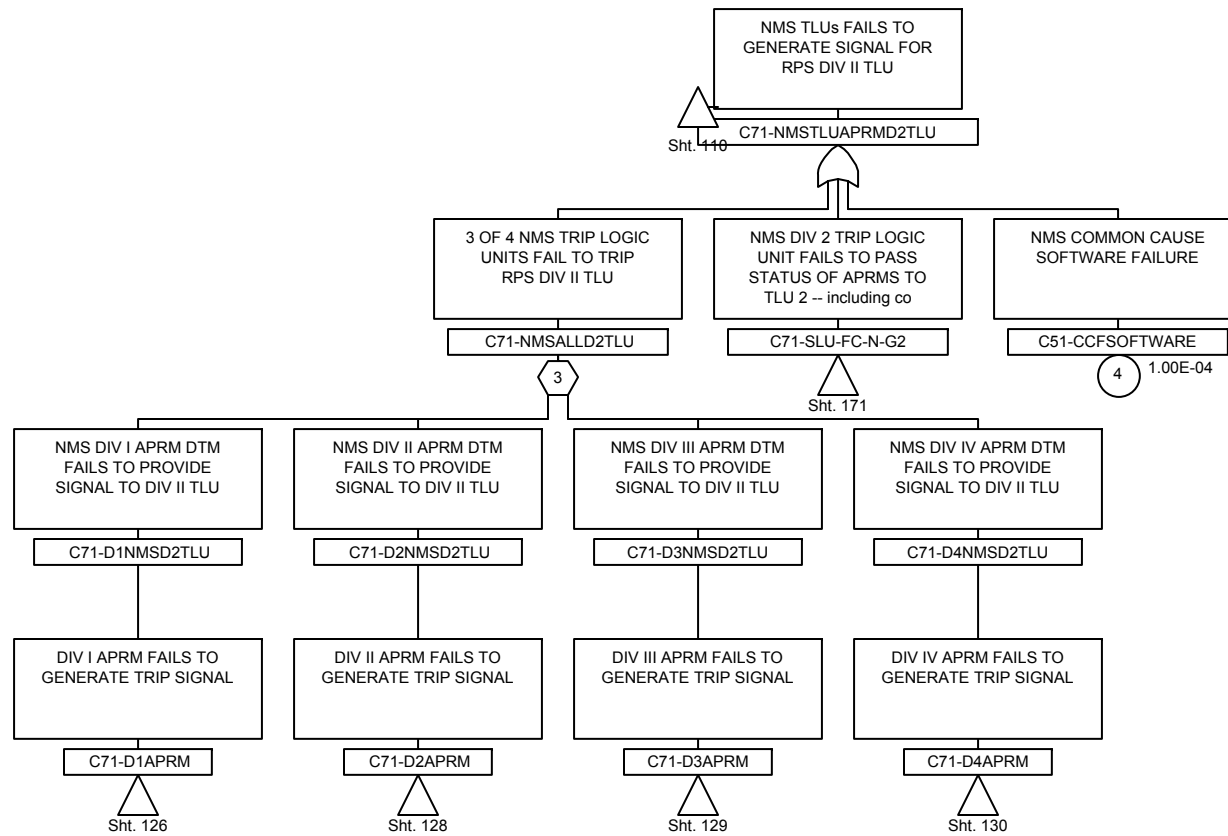 NMS TLUs FAILS TO
GENERATE SIGNAL FOR
RPS DIV II TLU
C71-NMSTLUAPRMD2TLU
Sht. 110
3 OF 4 NMS TRIP LOGIC
UNITS FAIL TO TRIP
RPS DIV II TLU
C71-NMSALLD2TLU
3
NMS DIV 2 TRIP LOGIC
UNIT FAILS TO PASS
STATUS OF APRMS TO
TLU 2 -- including co
C71-SLU-FC-N-G2
Sht. 171
NMS COMMON CAUSE
SOFTWARE FAILURE
C51-CCFSOFTWARE
4
1.00E-04
NMS DIV I APRM DTM
FAILS TO PROVIDE
SIGNAL TO DIV II TLU
C71-D1NMSD2TLU
NMS DIV II APRM DTM
FAILS TO PROVIDE
SIGNAL TO DIV II TLU
C71-D2NMSD2TLU
NMS DIV III APRM DTM
FAILS TO PROVIDE
SIGNAL TO DIV II TLU
C71-D3NMSD2TLU
NMS DIV IV APRM DTM
FAILS TO PROVIDE
SIGNAL TO DIV II TLU
C71-D4NMSD2TLU
DIV I APRM FAILS TO
GENERATE TRIP SIGNAL
C71-D1APRM
Sht. 126
DIV II APRM FAILS TO
GENERATE TRIP SIGNAL
C71-D2APRM
Sht. 128
DIV III APRM FAILS TO
GENERATE TRIP SIGNAL
C71-D3APRM
Sht. 129
DIV IV APRM FAILS TO
GENERATE TRIP SIGNAL
C71-D4APRM
Sht. 130